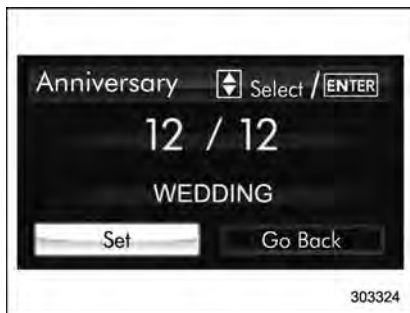 Anniversary Select / ENTER
12 / 12
WEDDING
Set Go Back
303324